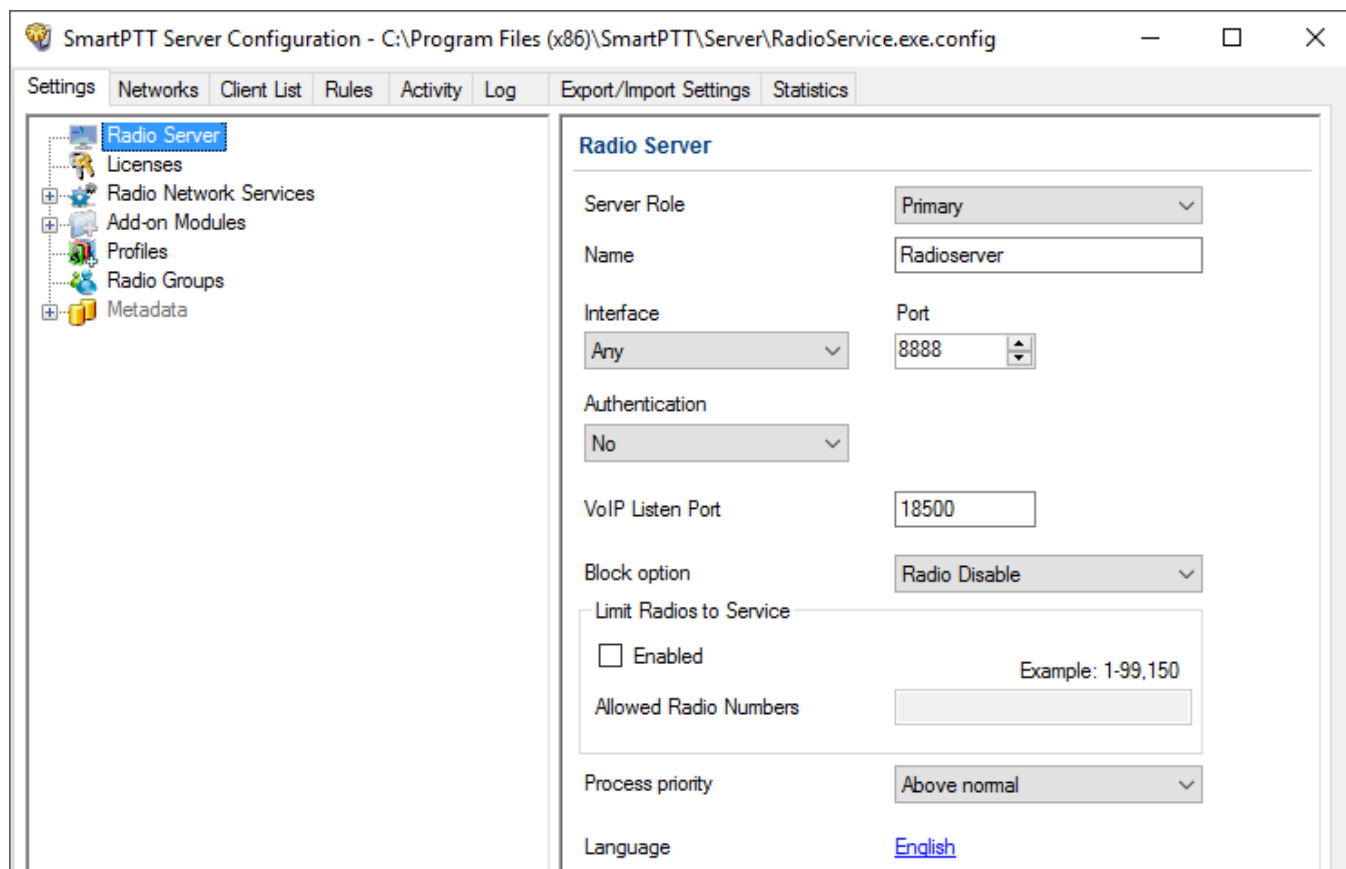 SmartPTT Server Configuration - C:\Program Files (x86)\SmartPTT\Server\RadioService.exe.config
Settings Networks Client List Rules Activity Log Export/Import Settings Statistics
Radio Server
Licenses
Radio Network Services
Add-on Modules
Profiles
Radio Groups
Metadata
Radio Server
Server Role Primary
Name Radioserver
Interface Port
Any 8888
Authentication
No
VoIP Listen Port 18500
Block option Radio Disable
Limit Radios to Service
Enabled
Example: 1-99,150
Allowed Radio Numbers
Process priority Above normal
Language English